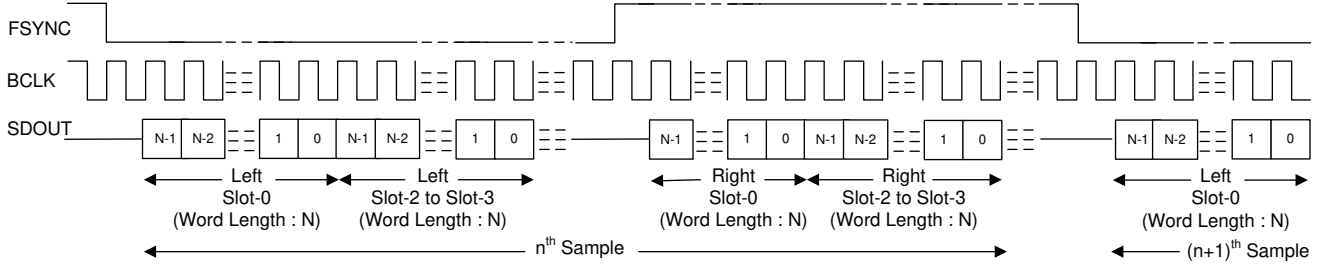 FSYNC
BCLK
SDOUT N-1 N-2 1 0 N-1 N-2 1 0 N-1 1 0 N-1 N-2 1 0 N-1 N-2 1 0
Left Left Right Right Left
Slot-0 Slot-2 to Slot-3 Slot-0 Slot-2 to Slot-3 Slot-0
(Word Length : N) (Word Length : N) (Word Length : N) (Word Length : N) (Word Length : N)
nth Sample (n+1)th Sample